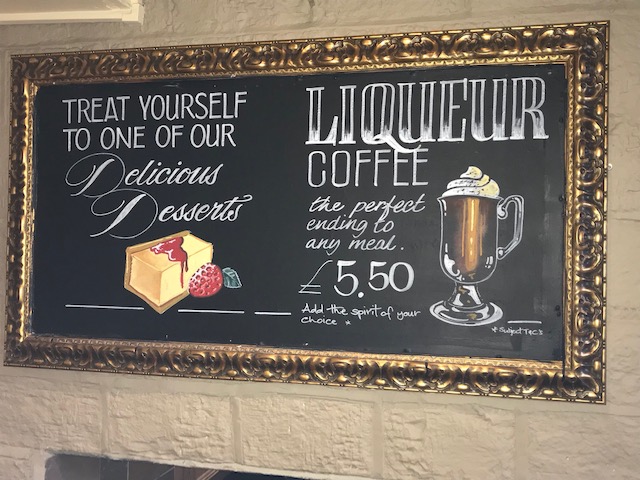 TREAT YOURSELF
TO ONE OF OUR
Delicious
Desserts
LIQUEUR
COFFEE
the perfect
ending to
any meal.
£5.50
Add the spirit of your
choice *
* Subject T&C's